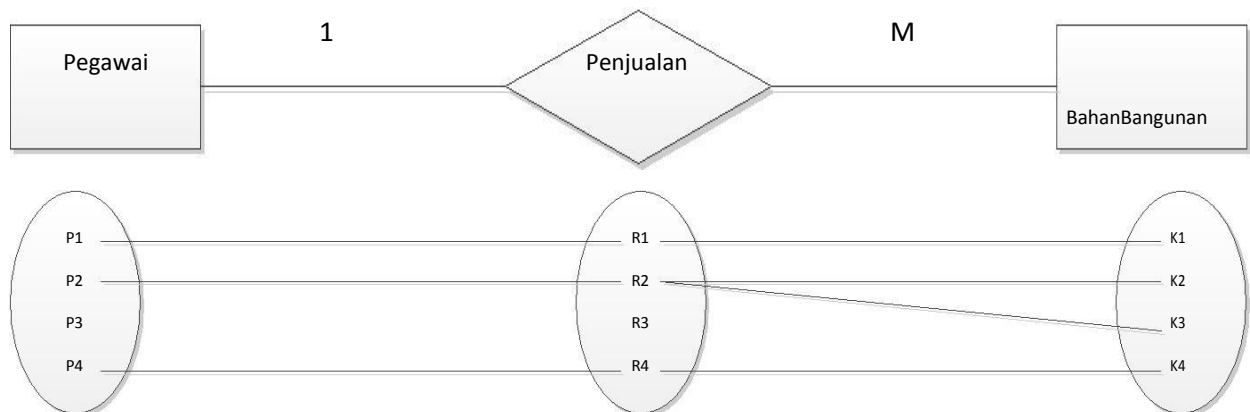 1
M
Pegawai
Penjualan
BahanBangunan
P1
R1
K1
P2
R2
K2
P3
R3
K3
P4
R4
K4